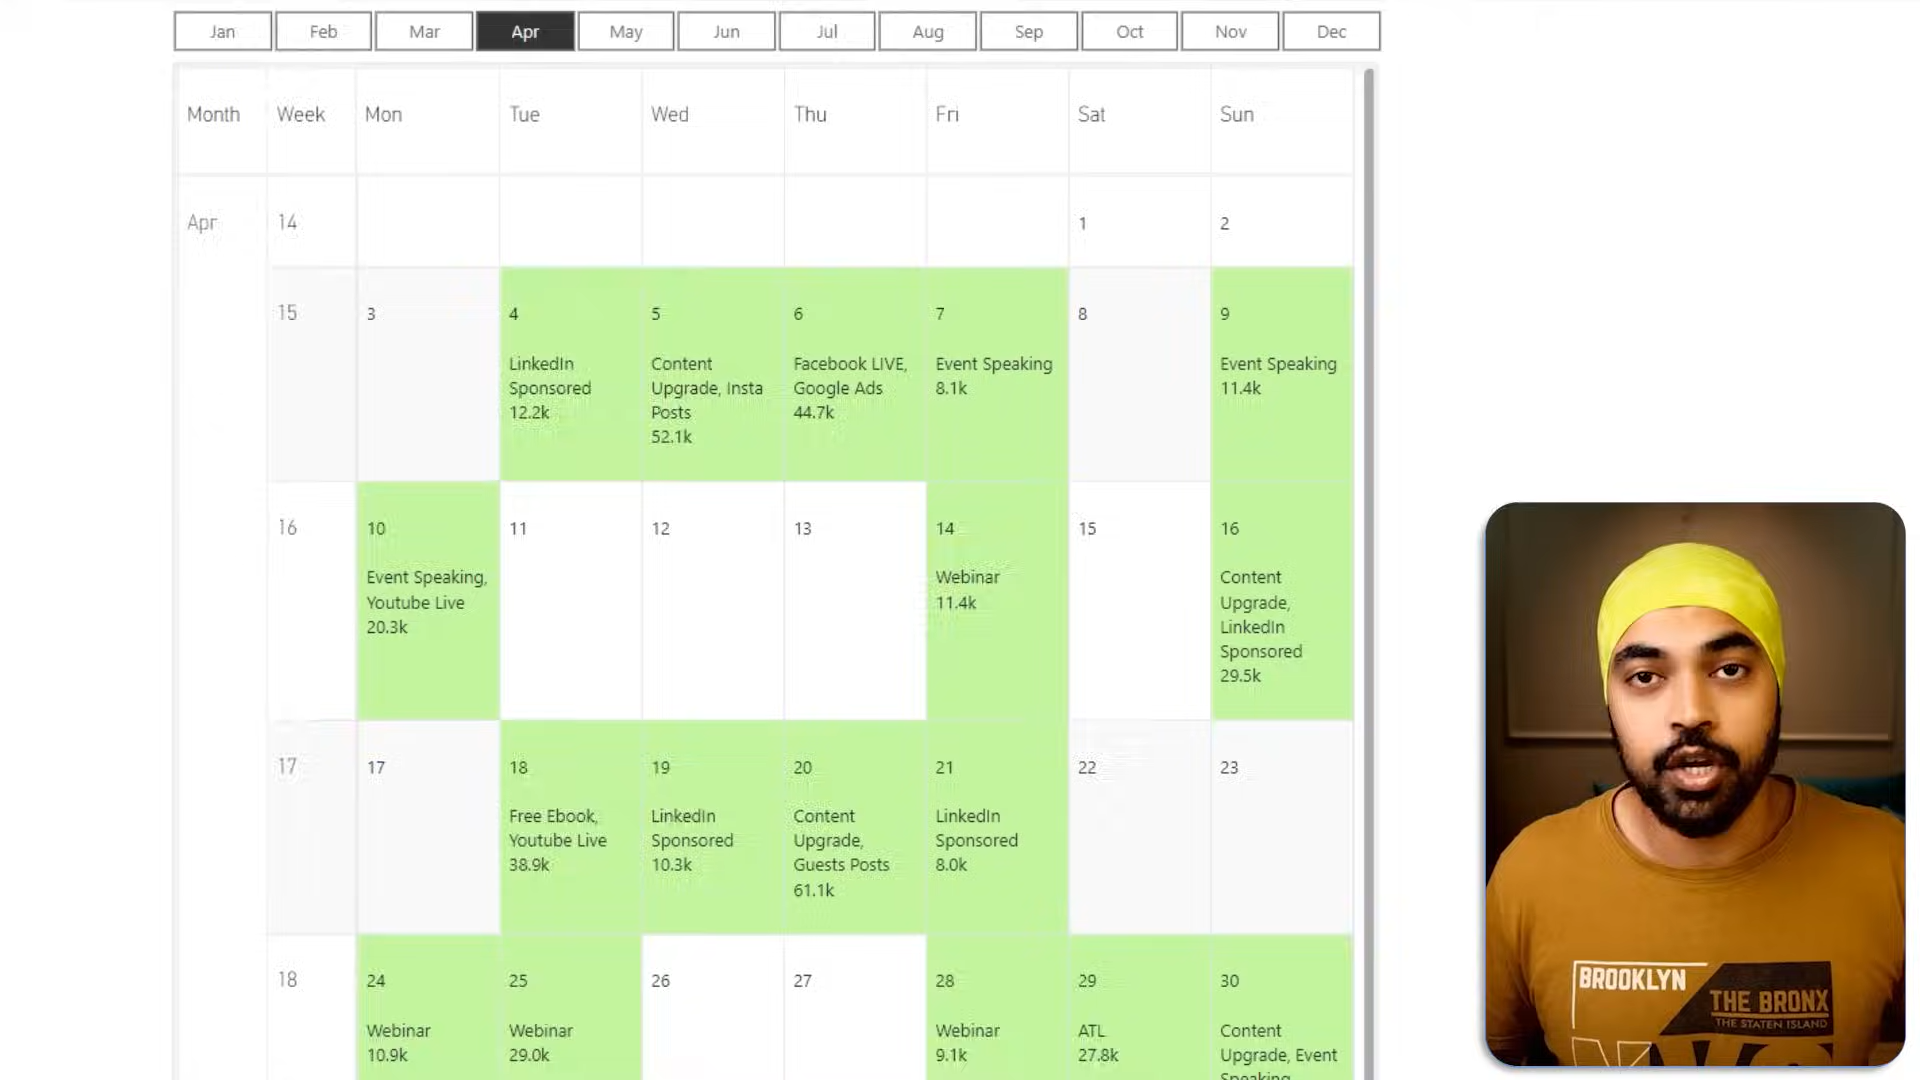 Jan Feb Mar Apr May Jun Jul Aug Sep Oct Nov Dec
Month Week Mon Tue Wed Thu Fri Sat Sun
Apr 14 1 2
15 3 4 5 6 7 8 9
LinkedIn
Sponsored
12.2k
Content
Upgrade, Insta
Posts
52.1k
Facebook LIVE,
Google Ads
44.7k
Event Speaking
8.1k
Event Speaking
11.4k
16 10 11 12 13 14 15 16
Event Speaking,
Youtube Live
20.3k
Webinar
11.4k
Content
Upgrade,
LinkedIn
Sponsored
29.5k
17 17 18 19 20 21 22 23
Free Ebook,
Youtube Live
38.9k
LinkedIn
Sponsored
10.3k
Content
Upgrade,
Guests Posts
61.1k
LinkedIn
Sponsored
8.0k
18 24 25 26 27 28 29 30
Webinar
10.9k
Webinar
29.0k
Webinar
9.1k
ATL
27.8k
Content
Upgrade, Event
Speaking
BROOKLYN
THE BRONX
THE STATEN ISLAND